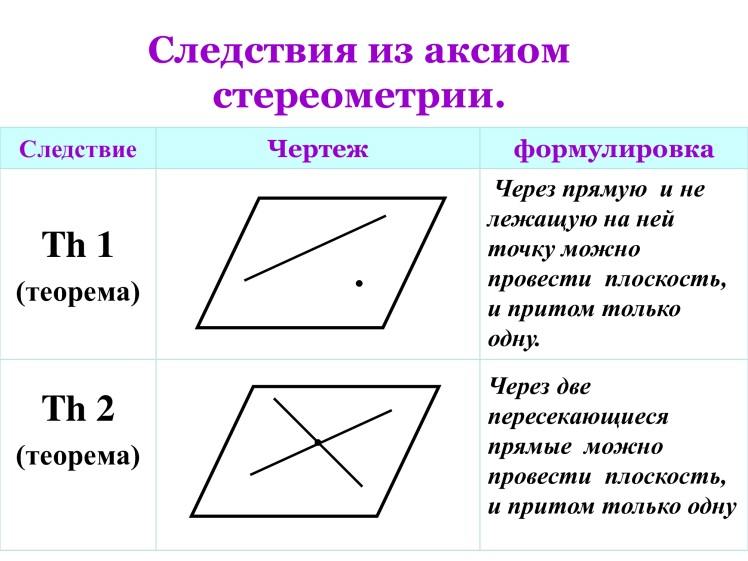 Следствия из аксиом
стереометрии.
Следствие
Чертеж
формулировка
Th 1
(теорема)
Через прямую и не
лежащую на ней
точку можно
провести плоскость,
и притом только
одну.
Th 2
(теорема)
Через две
пересекающиеся
прямые можно
провести плоскость,
и притом только одну